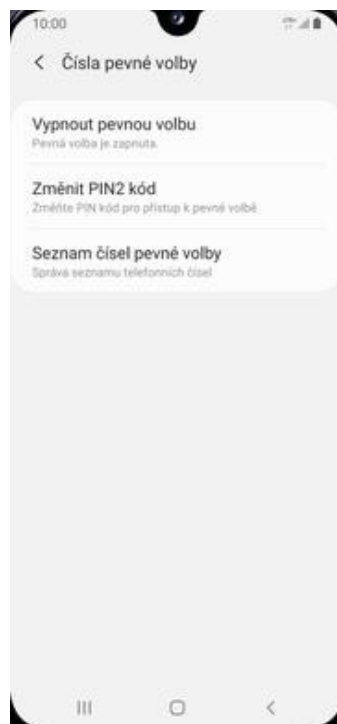 10:00
Čísla pevné volby
Vypnout pevnou volbu
Pevná volba je zapnuta.
Změnit PIN2 kód
Změňte PIN kód pro přístup k pevné volbě
Seznam čísel pevné volby
Správa seznamu telefonních čísel